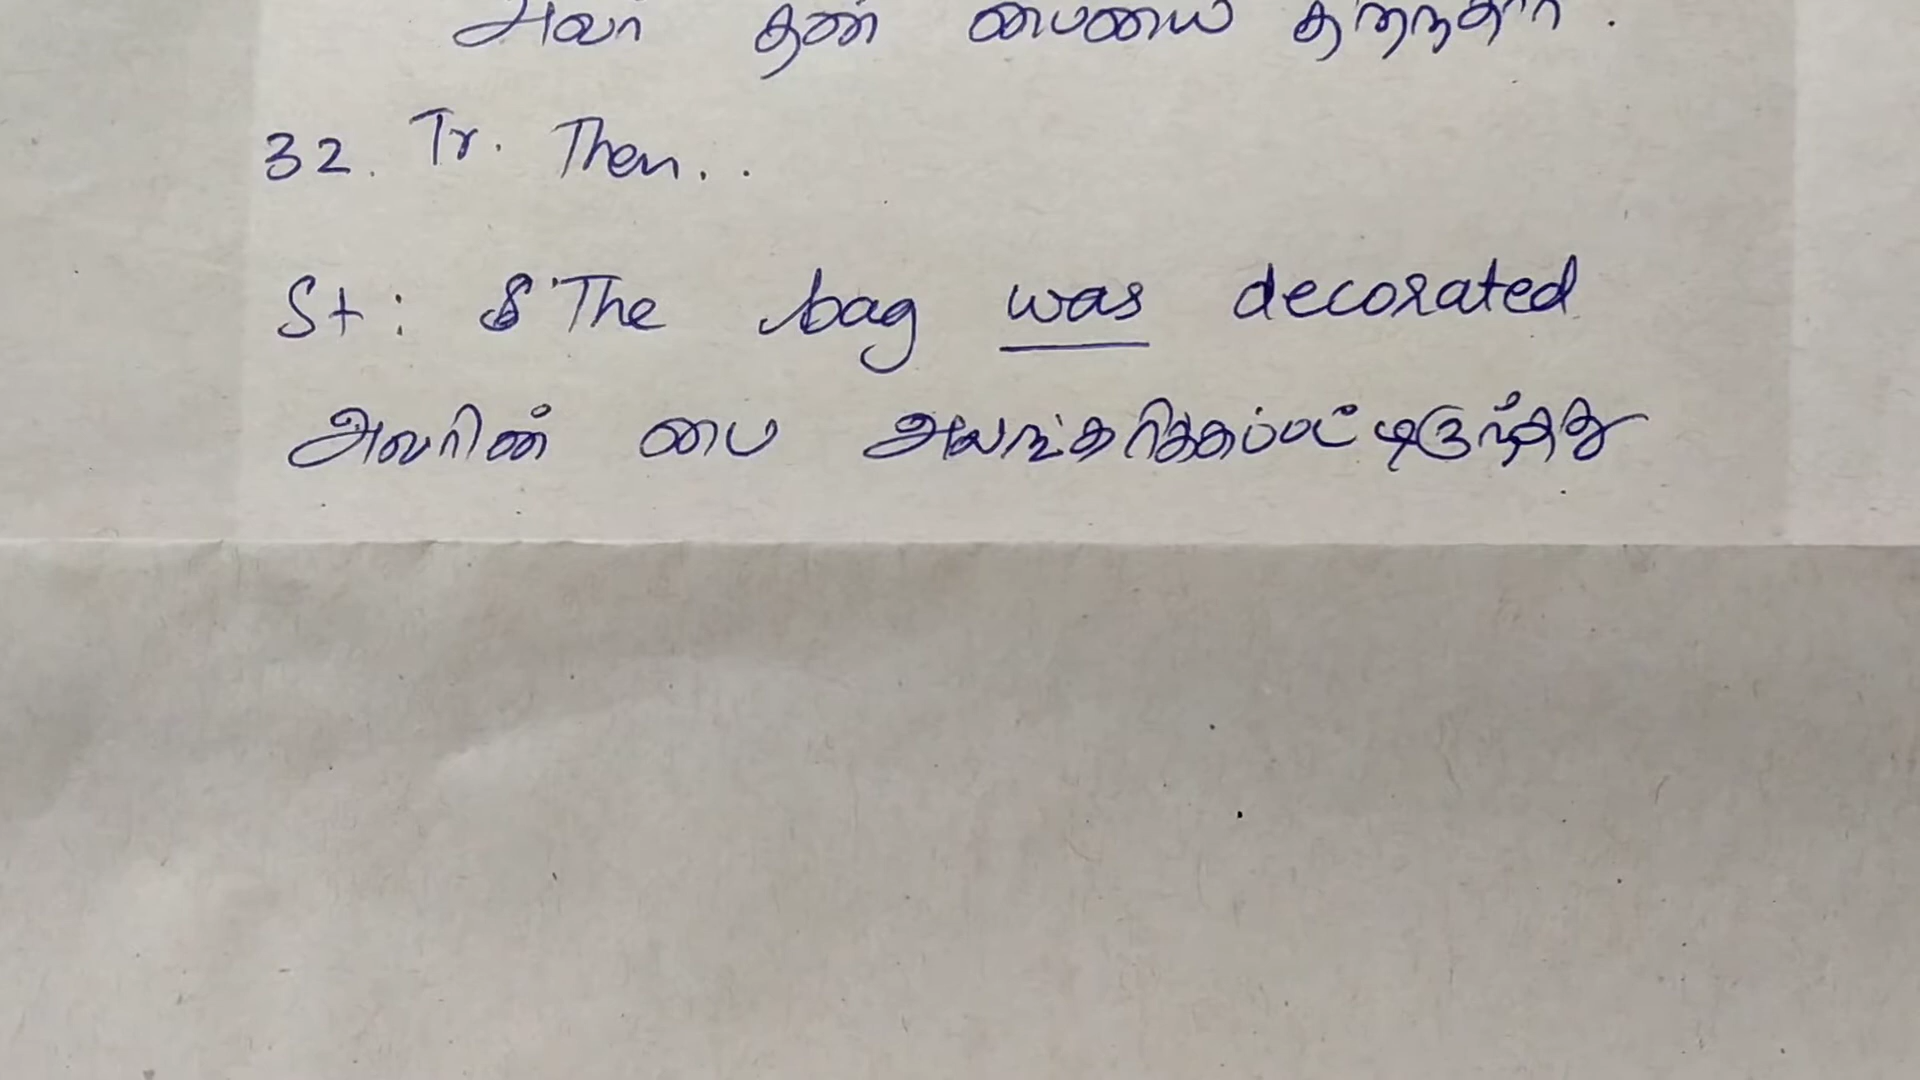 அவர் தன் பையை திறந்தார்.
32. Tr. Then..
St: The bag was decorated
அவரின் பை அலங்கரிக்கப்பட்டிருந்தது